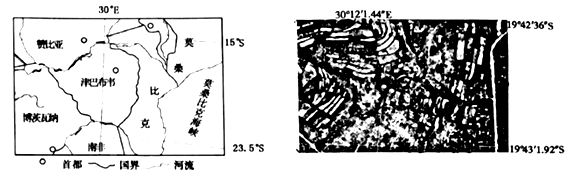 30°E
赞比亚
莫
桑
比
克
15°S
津巴布书
莫桑比克海峡
博茨瓦纳
南非
23.5°S
首都
国界
河流
30°12′1.44″E
19°42′36″S
19°43′1.92″S